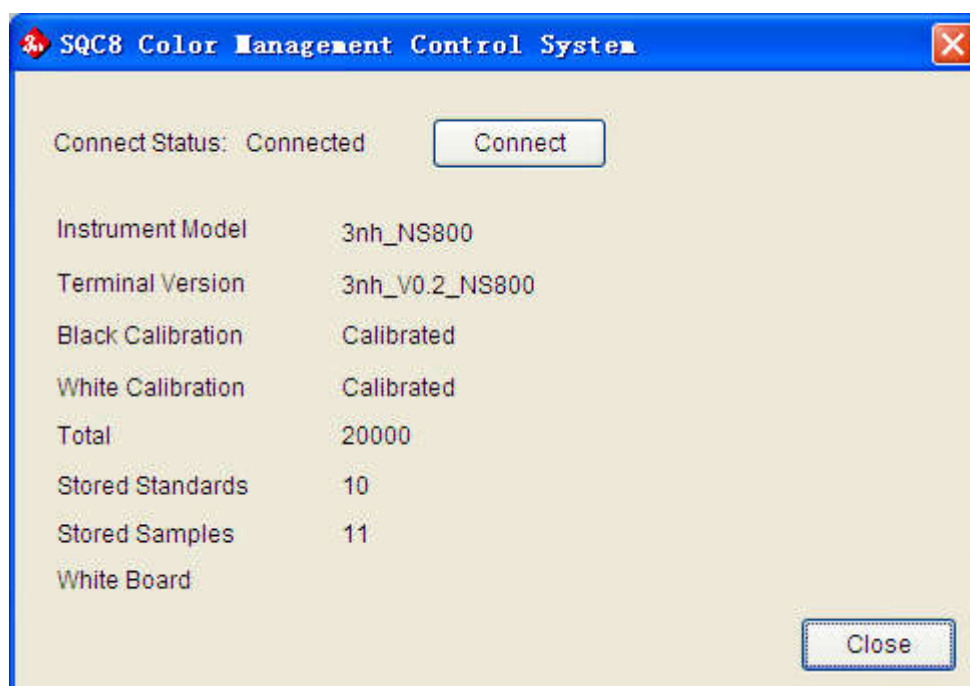 SQC8 Color Management Control System
Connect Status: Connected Connect
Instrument Model 3nh_NS800
Terminal Version 3nh_V0.2_NS800
Black Calibration Calibrated
White Calibration Calibrated
Total 20000
Stored Standards 10
Stored Samples 11
White Board
Close